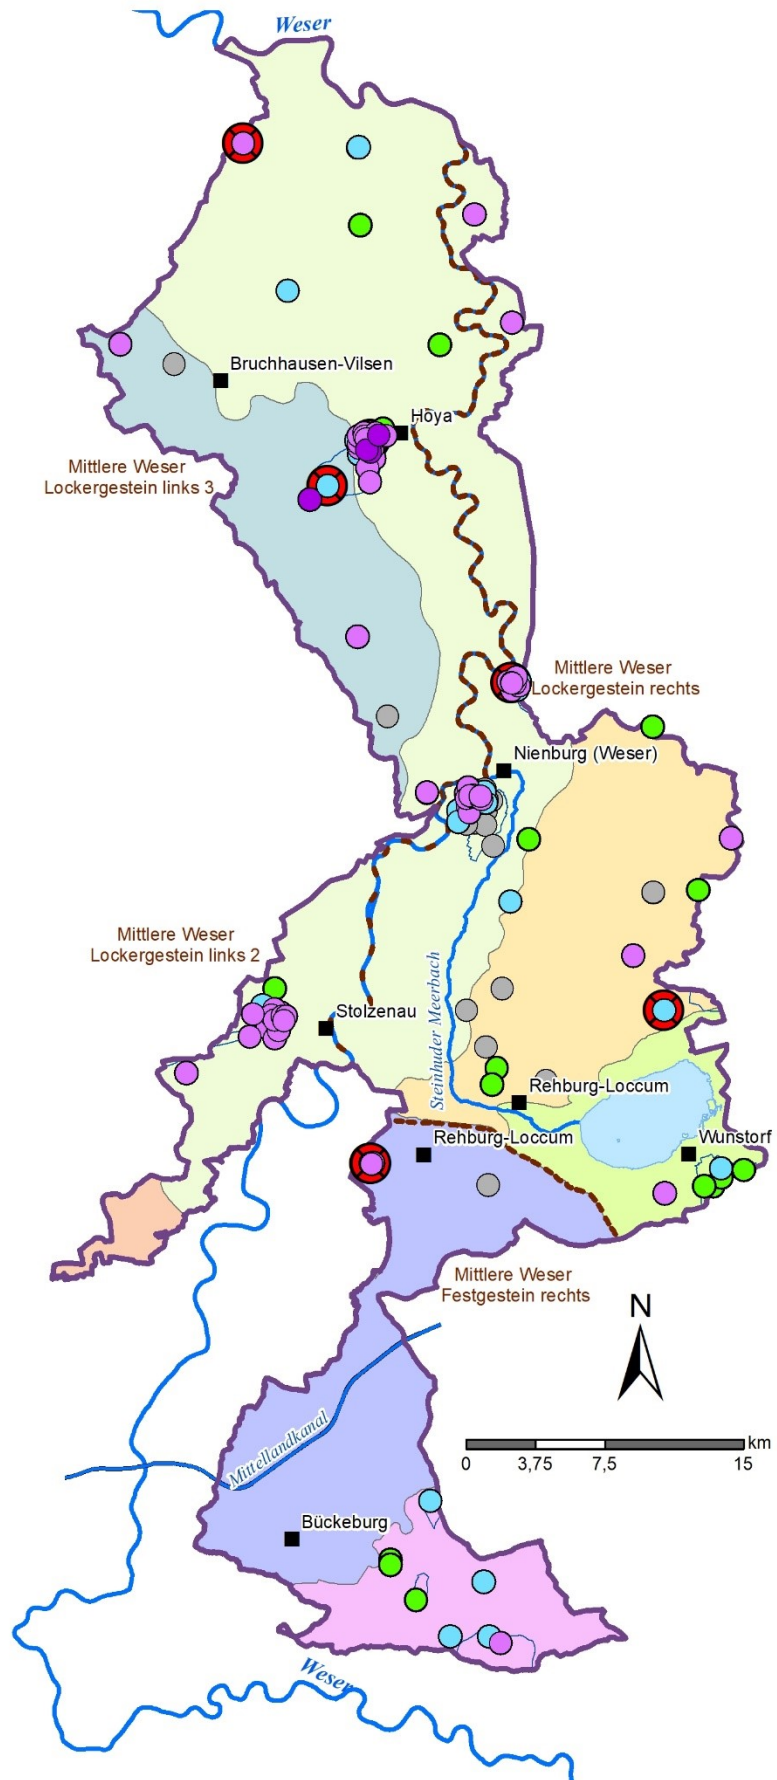 Weser
Bruchhausen-Vilsen
Hoya
Mittlere Weser
Lockergestein links 3
Mittlere Weser
Lockergestein rechts
Nienburg (Weser)
Mittlere Weser
Lockergestein links 2
Stolzenau
Steinhuder Meerbach
Rehburg-Loccum
Rehburg-Loccum
Wunstorf
Mittlere Weser
Festgestein rechts
N
km
0
3,75
7,5
15
Mittellandkanal
Bückeburg
Weser